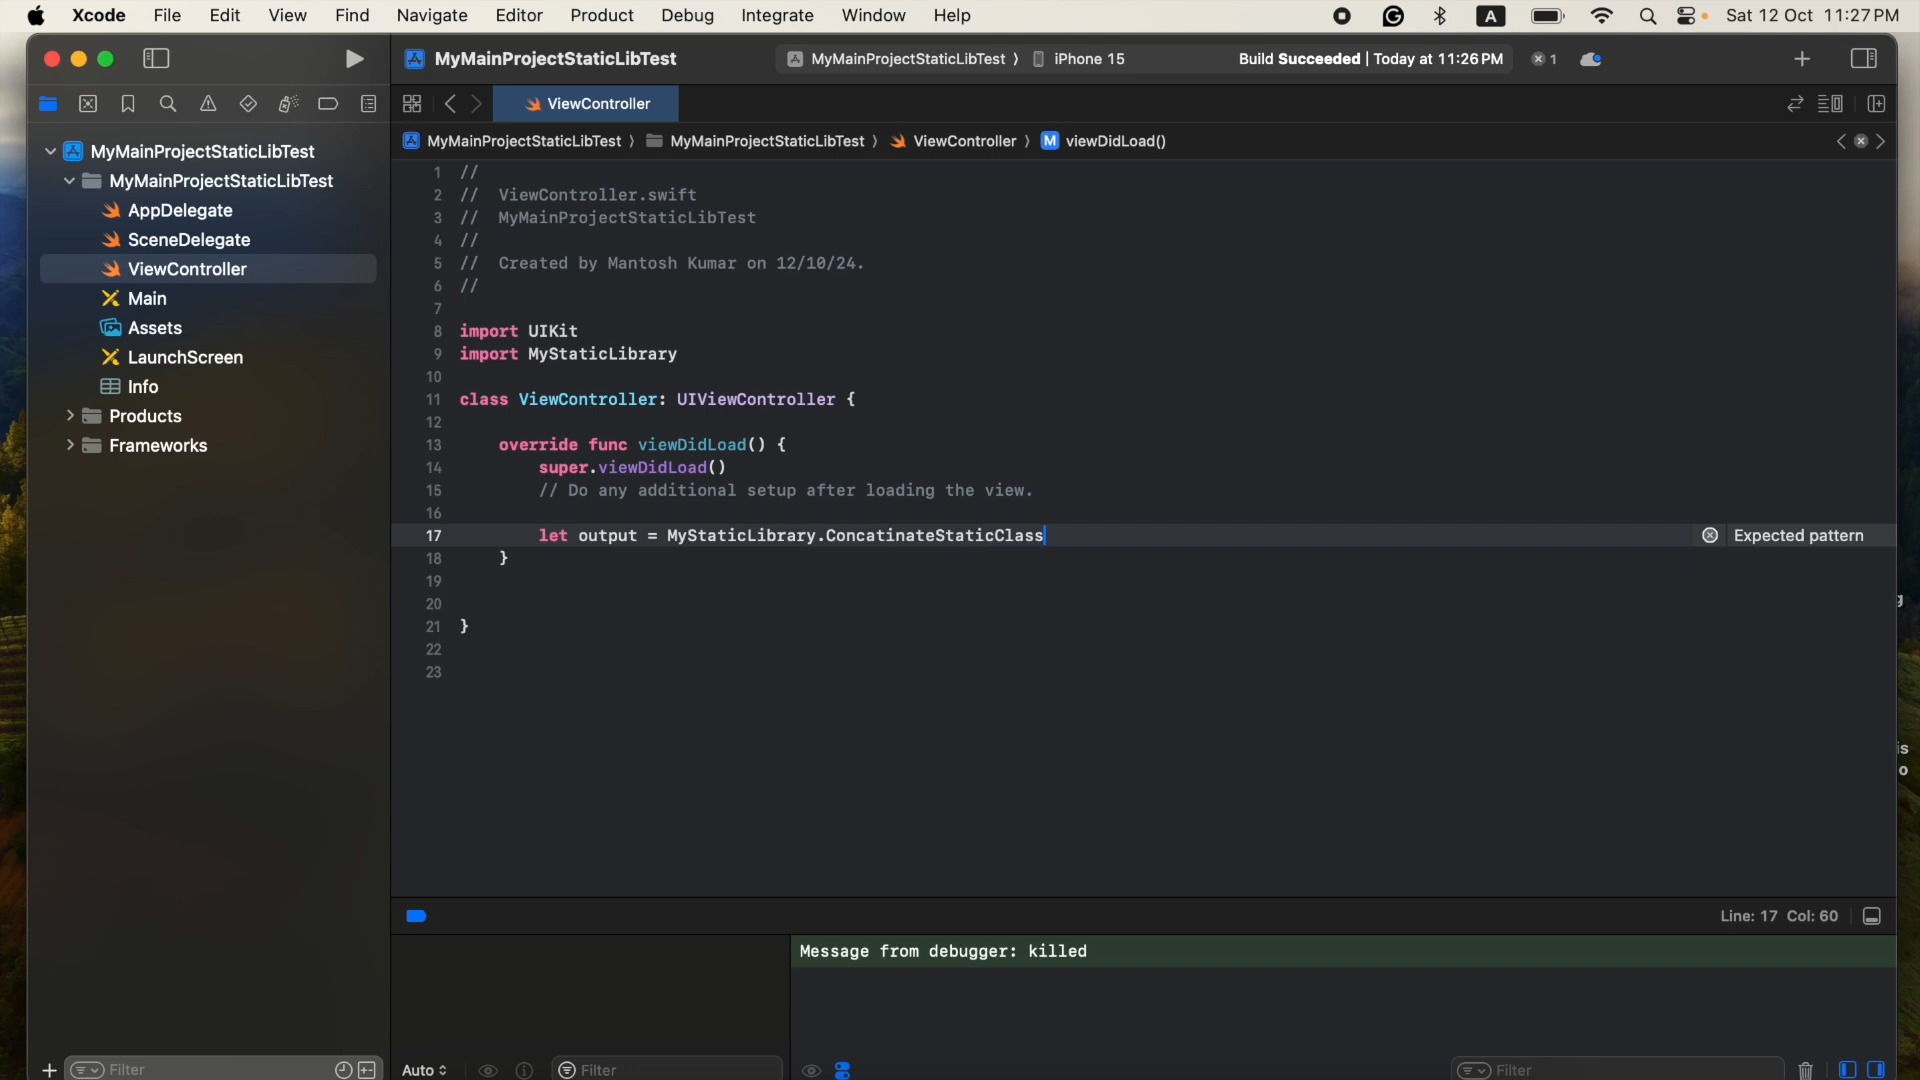 Xcode File Edit View Find Navigate Editor Product Debug Integrate Window Help A Sat 12 Oct 11:27 PM
MyMainProjectStaticLibTest MyMainProjectStaticLibTest 〉 iPhone 15 Build Succeeded | Today at 11:26 PM 1
ViewController
MyMainProjectStaticLibTest 〉 MyMainProjectStaticLibTest 〉 ViewController 〉 M viewDidLoad()
MyMainProjectStaticLibTest
MyMainProjectStaticLibTest
AppDelegate
SceneDelegate
ViewController
Main
Assets
LaunchScreen
Info
Products
Frameworks
1 //
2 // ViewController.swift
3 // MyMainProjectStaticLibTest
4 //
5 // Created by Mantosh Kumar on 12/10/24.
6 //
7
8 import UIKit
9 import MyStaticLibrary
10
11 class ViewController: UIViewController {
12
13 override func viewDidLoad() {
14 super.viewDidLoad()
15 // Do any additional setup after loading the view.
16
17 let output = MyStaticLibrary.ConcatinateStaticClass Expected pattern
18 }
19
20
21 }
22
23
Line: 17 Col: 60
Message from debugger: killed
Filter
Auto Filter
Filter